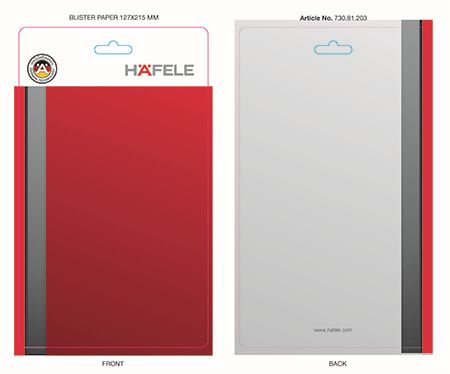 BLISTER PAPER 127X215 MM
Article No. 730.81.203
HÄFELE
www.hafele.com
FRONT
BACK